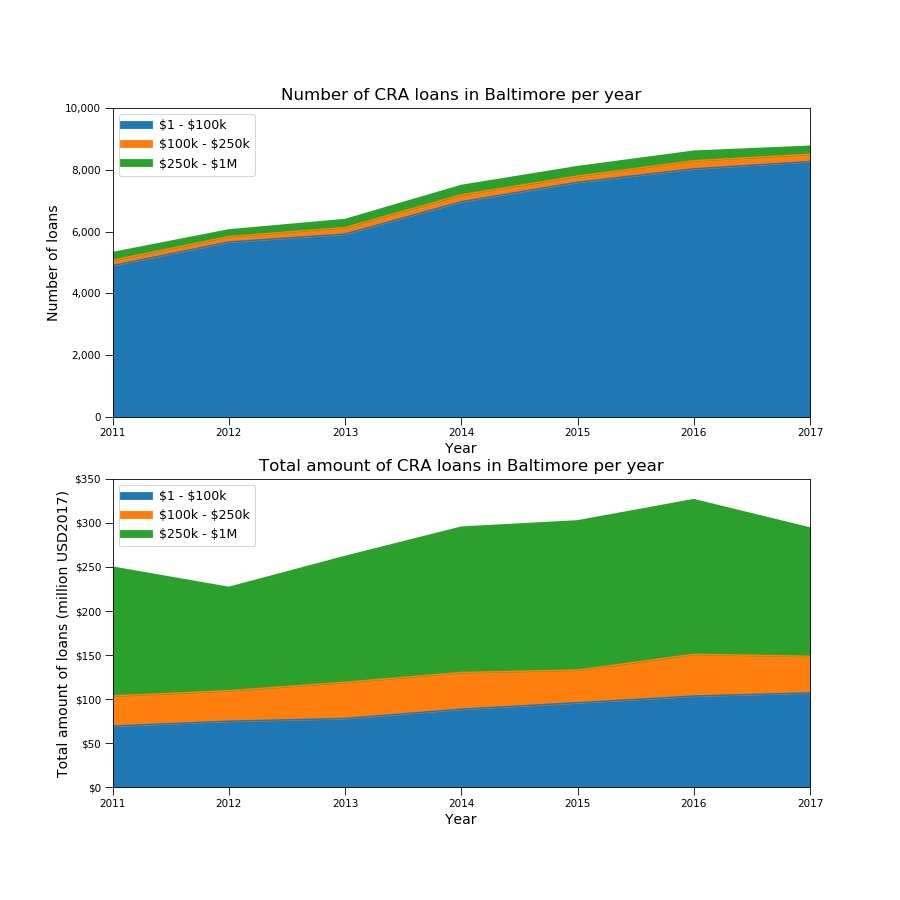 Number of CRA loans in Baltimore per year
10,000
8,000
6,000
4,000
2,000
0
Number of loans
$1 - $100k
$100k - $250k
$250k - $1M
2011 2012 2013 2014 2015 2016 2017
Year
Total amount of CRA loans in Baltimore per year
$350
$300
$250
$200
$150
$100
$50
$0
Total amount of loans (million USD2017)
$1 - $100k
$100k - $250k
$250k - $1M
2011 2012 2013 2014 2015 2016 2017
Year